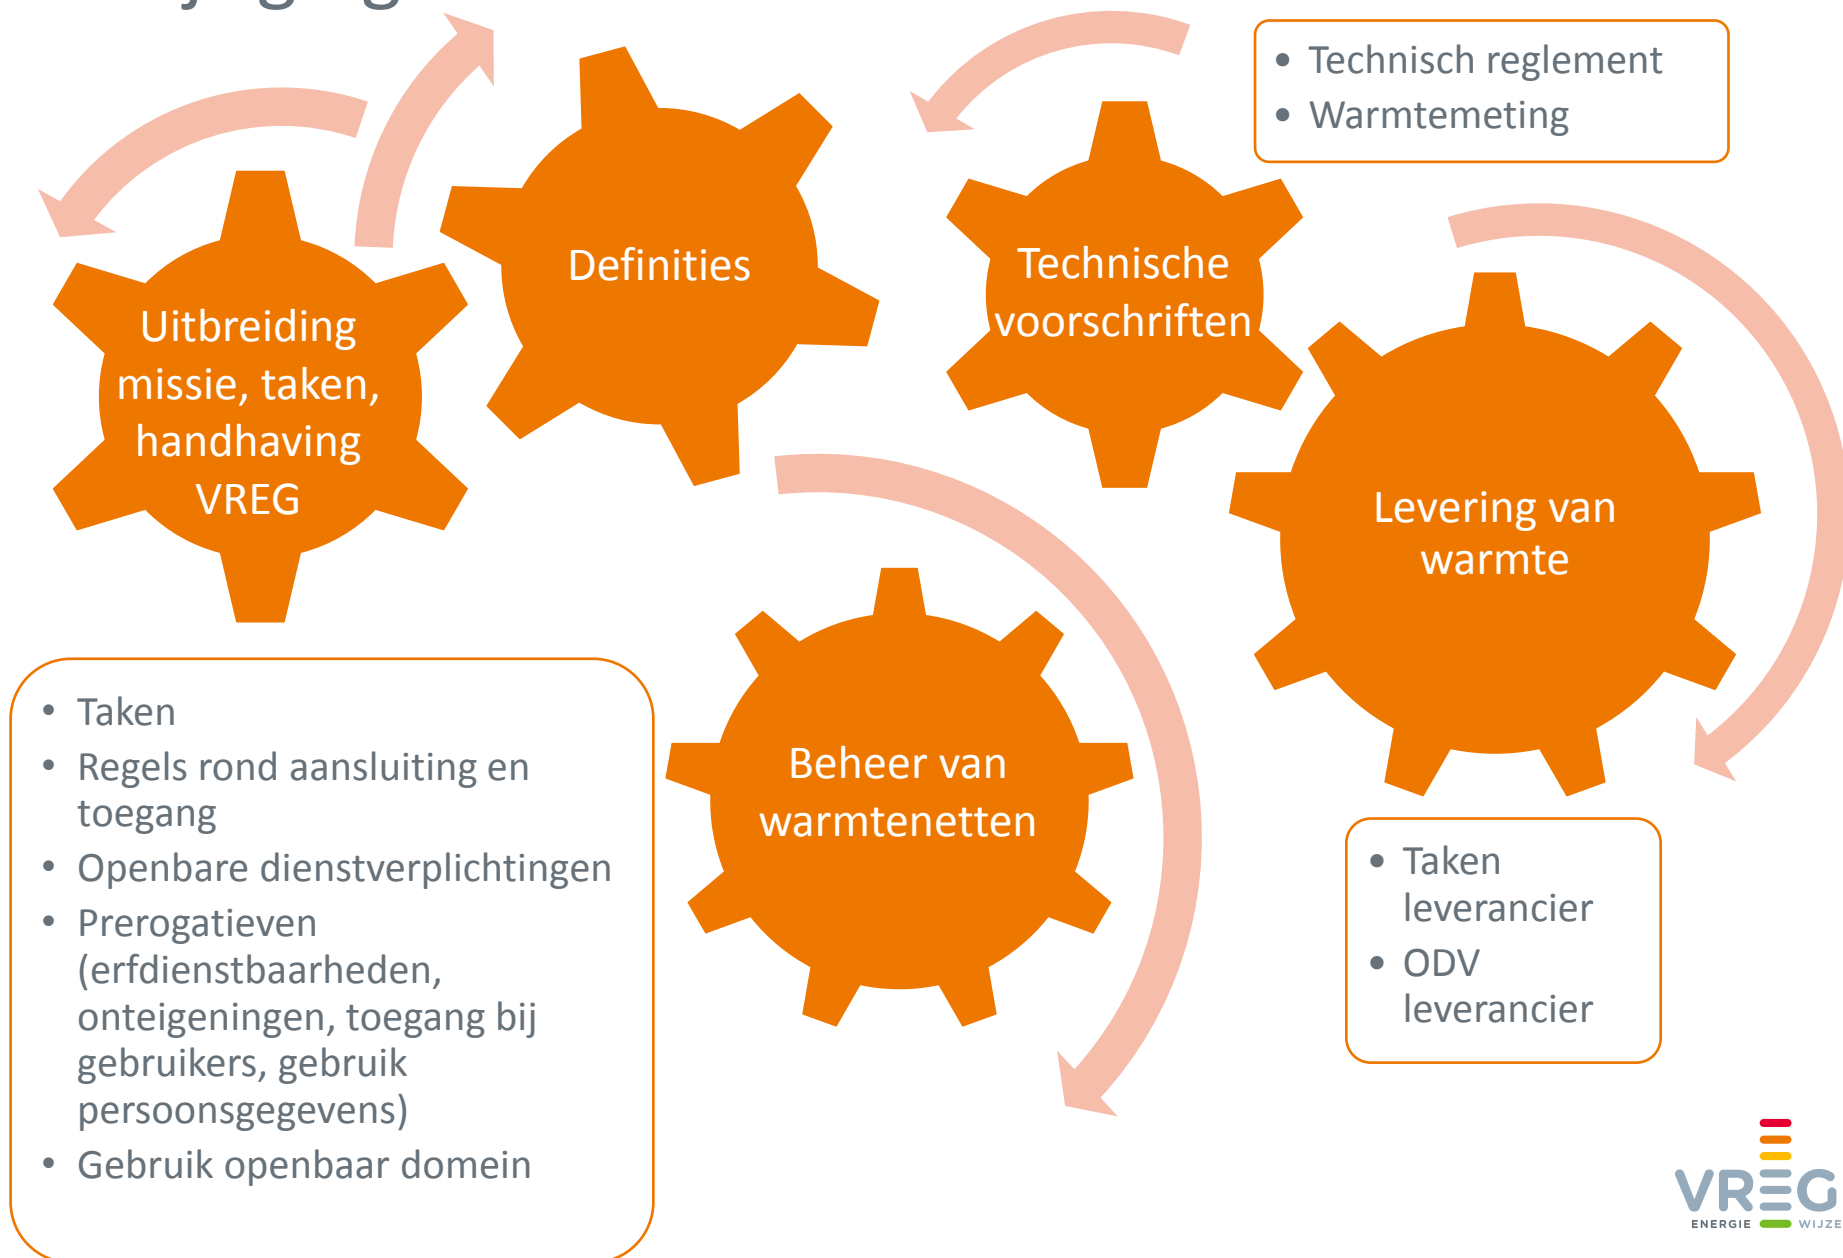 Technisch reglement
Warmtemeting
Definities
Technische
voorschriften
Uitbreiding
missie, taken,
handhaving
VREG
Levering van
warmte
Beheer van
warmtenetten
• Taken
• Regels rond aansluiting en
toegang
• Openbare dienstverplichtingen
• Prerogatieven
(erfdienstbaarheden,
onteigeningen, toegang bij
gebruikers, gebruik
persoonsgegevens)
• Gebruik openbaar domein
• Taken
leverancier
• ODV
leverancier
VREG
ENERGIE WIJZER